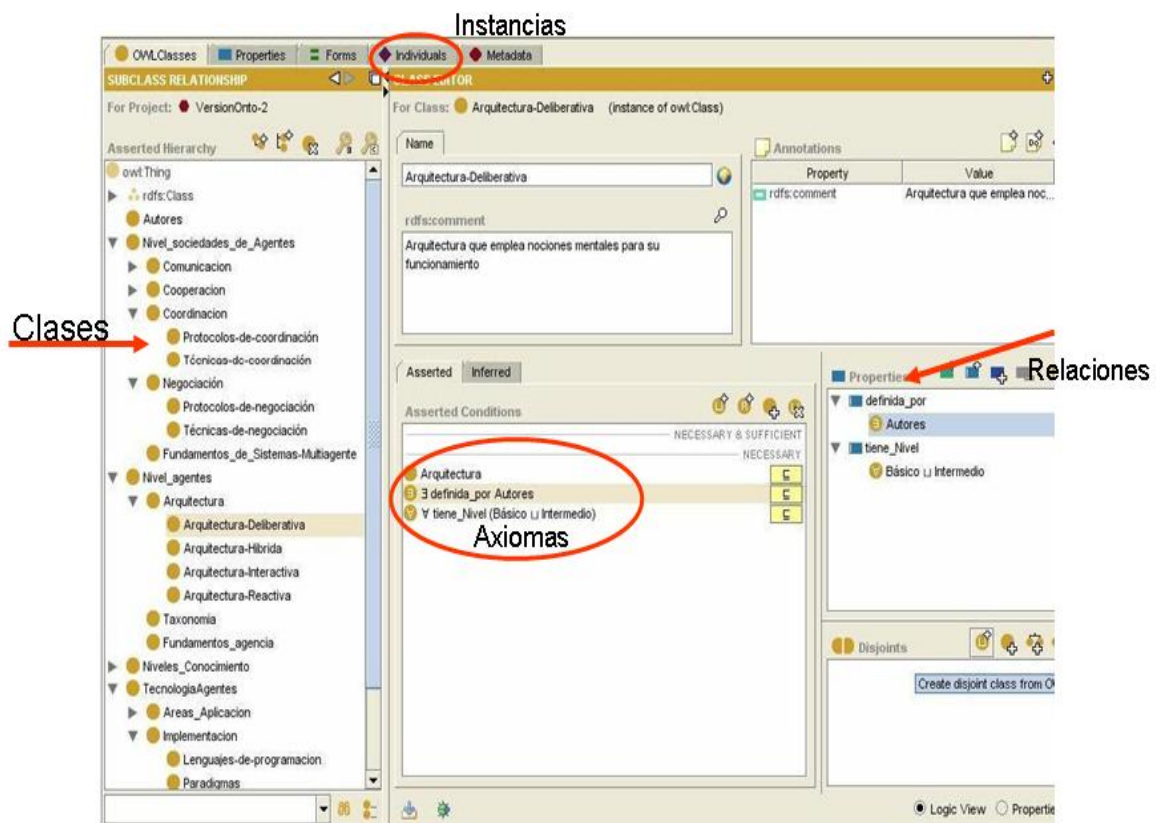 Instancias
OWLClasses Properties Forms Individuals Metadata
SUBCLASS RELATIONSHIP
For Project: VersionOnto-2
Asserted Hierarchy
owl:Thing
rdfs:Class
Autores
Nivel_sociedades_de_Agentes
Comunicacion
Cooperacion
Coordinacion
Protocolos-de-coordinación
Técnicas-de-coordinación
Negociación
Protocolos-de-negociación
Técnicas-de-negociación
Fundamentos_de_Sistemas-Multiagente
Nivel_agentes
Arquitectura
Arquitectura-Deliberativa
Arquitectura-Hibrida
Arquitectura-Interactiva
Arquitectura-Reactiva
Taxonomia
Fundamentos_agencia
Niveles_Conocimiento
TecnologiaAgentes
Areas_Aplicacion
Implementacion
Lenguajes-de-programacion
Paradigmas
Clases
CLASS EDITOR
For Class: Arquitectura-Deliberativa (instance of owl:Class)
Name
Arquitectura-Deliberativa
rdfs:comment
Arquitectura que emplea nociones mentales para su
funcionamiento
Annotations
Property Value
rdfs:comment Arquitectura que emplea noc...
Asserted Inferred
Asserted Conditions
NECESSARY & SUFFICIENT
NECESSARY
Arquitectura ⊑
∃ definida_por Autores ⊑
∀ tiene_Nivel (Básico ⊔ Intermedio) ⊑
Axiomas
Properties
Relaciones
definida_por
Autores
tiene_Nivel
Básico ⊔ Intermedio
Disjoints
Create disjoint class from
Logic View Propertie